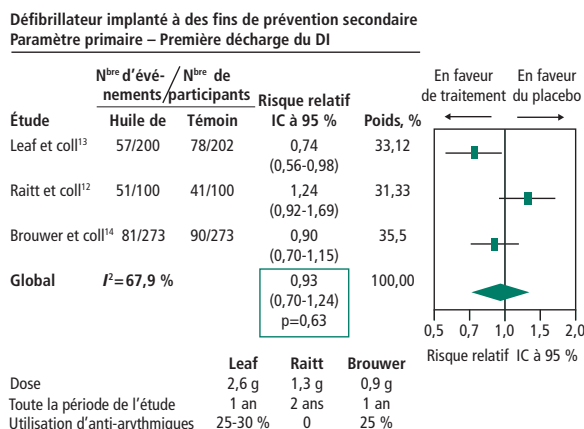 Défibrillateur implanté à des fins de prévention secondaire
Paramètre primaire – Première décharge du DI
Nbre d'évé- Nbre de
nements/participants
Risque relatif
Étude Huile de Témoin IC à 95 % Poids, %
En faveur En faveur
de traitement du placebo
Leaf et coll13 57/200 78/202 0,74 33,12
(0,56-0,98)
Raitt et coll12 51/100 41/100 1,24 31,33
(0,92-1,69)
Brouwer et coll14 81/273 90/273 0,90 35,5
(0,70-1,15)
Global I2=67,9 % 0,93 100,00
(0,70-1,24)
p=0,63
0,5 0,7 1,0 1,5 2,0
Risque relatif IC à 95 %
Leaf Raitt Brouwer
Dose 2,6 g 1,3 g 0,9 g
Toute la période de l'étude 1 an 2 ans 1 an
Utilisation d'anti-arythmiques 25-30 % 0 25 %